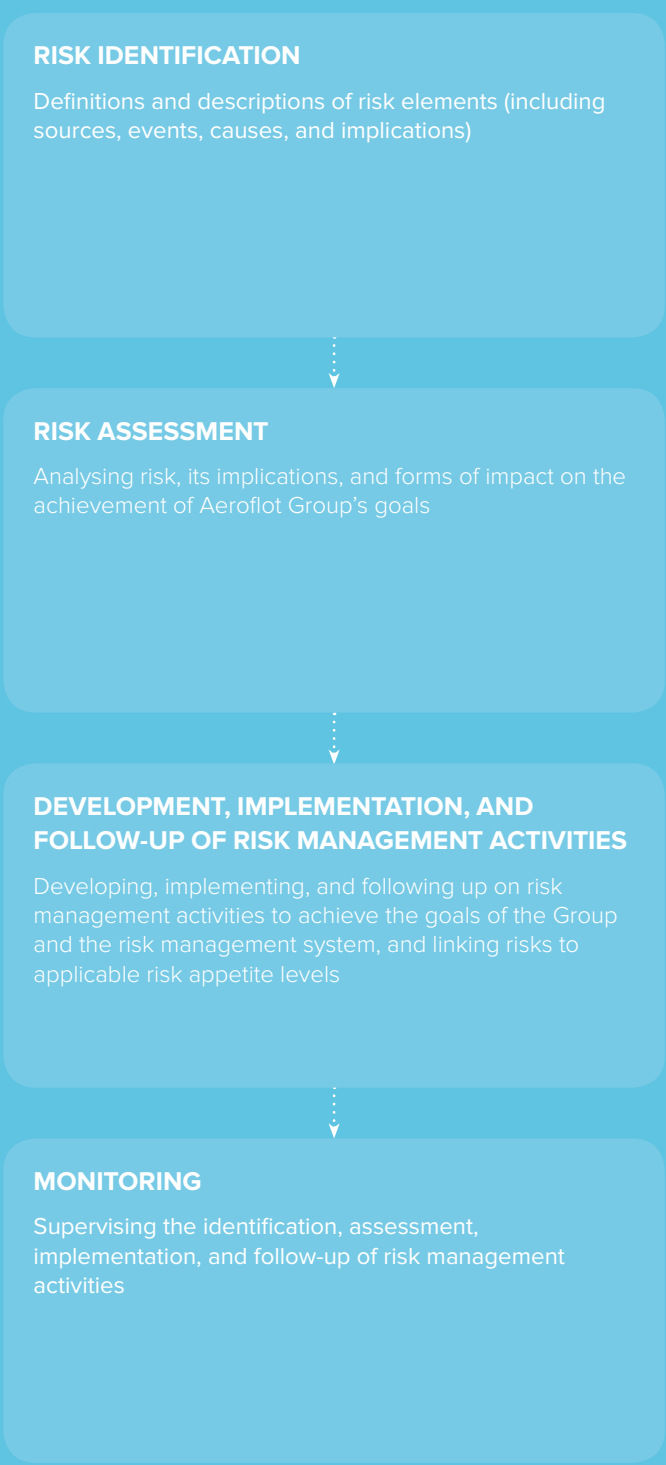 RISK IDENTIFICATION
Definitions and descriptions of risk elements (including
sources, events, causes, and implications)
RISK ASSESSMENT
Analysing risk, its implications, and forms of impact on the
achievement of Aeroflot Group’s goals
DEVELOPMENT, IMPLEMENTATION, AND
FOLLOW-UP OF RISK MANAGEMENT ACTIVITIES
Developing, implementing, and following up on risk
management activities to achieve the goals of the Group
and the risk management system, and linking risks to
applicable risk appetite levels
MONITORING
Supervising the identification, assessment,
implementation, and follow-up of risk management
activities